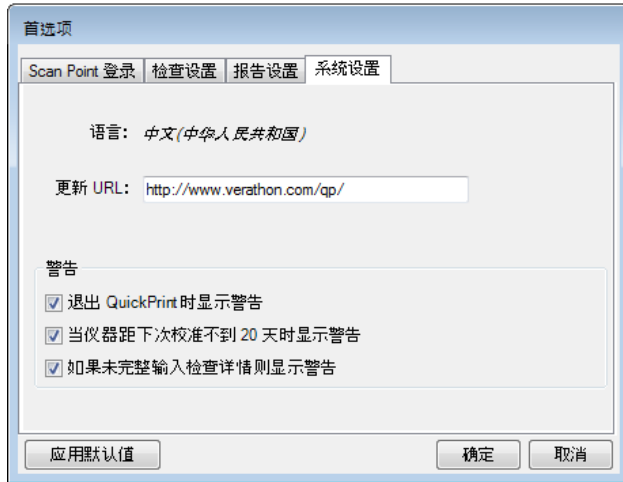 首选项
Scan Point 登录 检查设置 报告设置 系统设置
语言: 中文(中华人民共和国)
更新 URL: http://www.verathon.com/qp/
警告
退出 QuickPrint 时显示警告
当仪器距下次校准不到 20 天时显示警告
如果未完整输入检查详情则显示警告
应用默认值 确定 取消